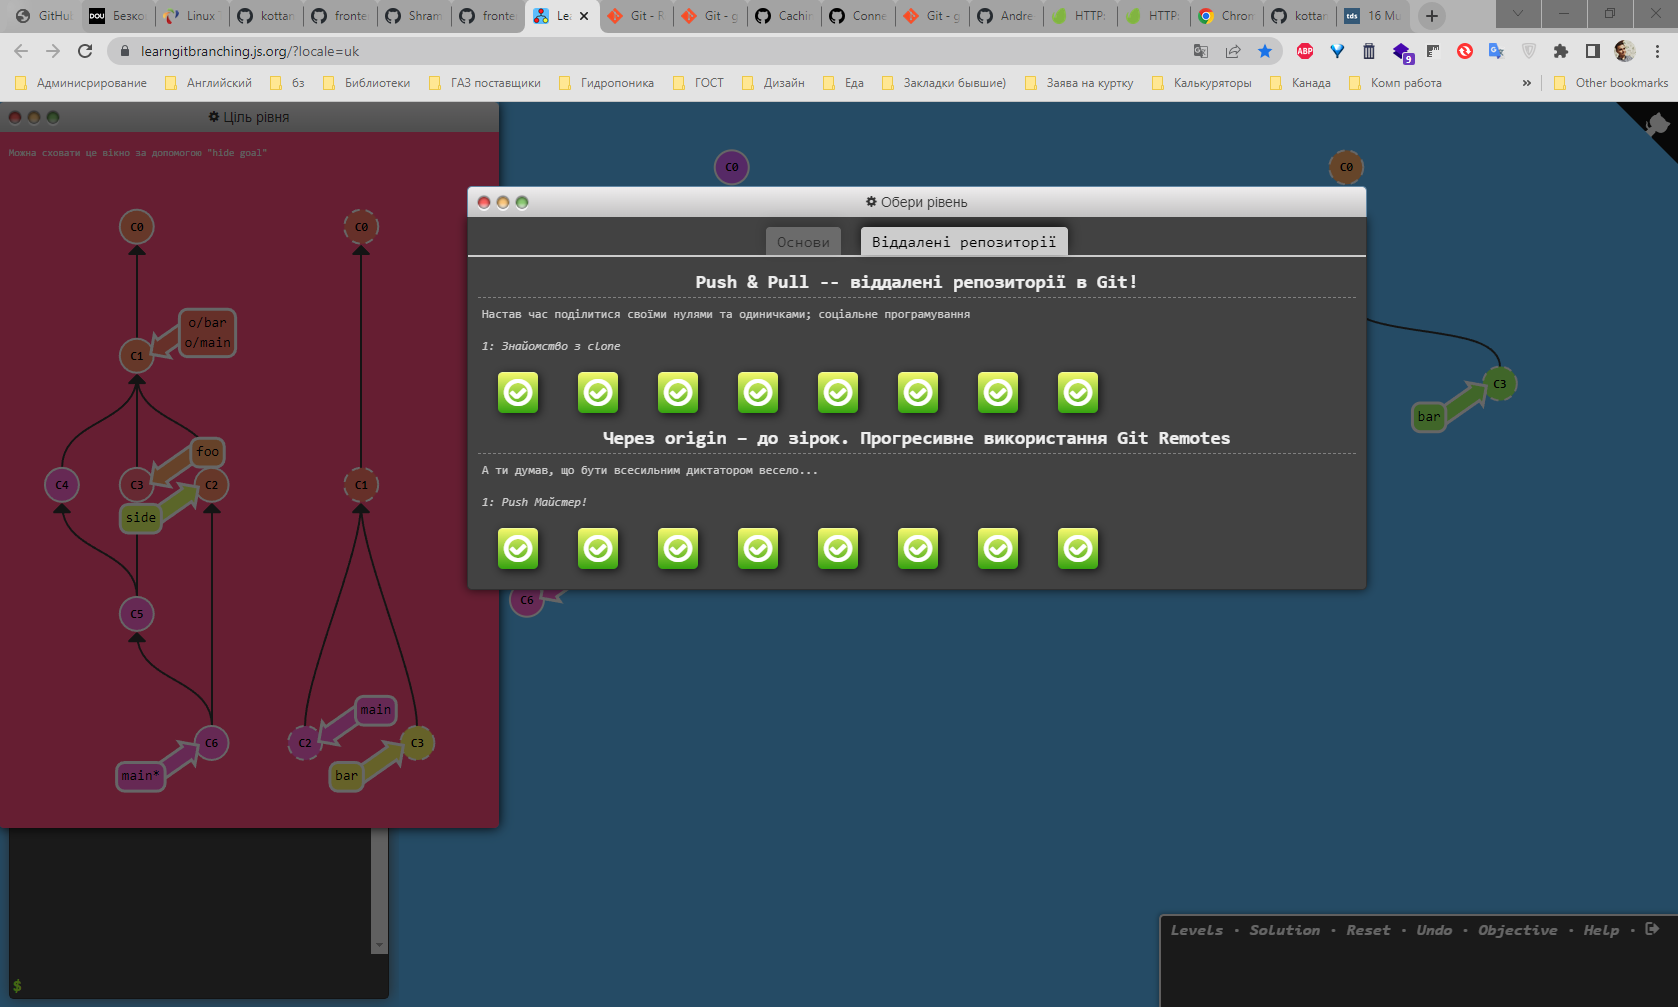 GitHu
Безко
Linux
kottar
fronte
Shram
fronte
Lea
Git - R
Git - g
Cachin
Conne
Git - g
Andre
HTTP:
HTTP:
Chron
kottar
16 Mu
learngitbranching.js.org/?locale=uk
Админисрирование
Английский
бз
Библиотеки
ГАЗ поставщики
Гидропоника
ГОСТ
Дизайн
Еда
Закладки бывшие)
Заява на куртку
Калькуряторы
Канада
Комп работа
»
Other bookmarks
Ціль рівня
Можна сховати це вікно за допомогою "hide goal"
C0
C0
o/bar
o/main
C1
foo
C4
C3
C2
C1
side
C5
main
C6
C2
C3
main*
bar
$
C0
C0
C3
bar
C6
Обери рівень
Основи
Віддалені репозиторії
Push & Pull -- віддалені репозиторії в Git!
Настав час поділитися своїми нулями та одиничками; соціальне програмування
1: Знайомство з clone
Через origin – до зірок. Прогресивне використання Git Remotes
А ти думав, що бути всесильним диктатором весело...
1: Push Майстер!
Levels · Solution · Reset · Undo · Objective · Help ·